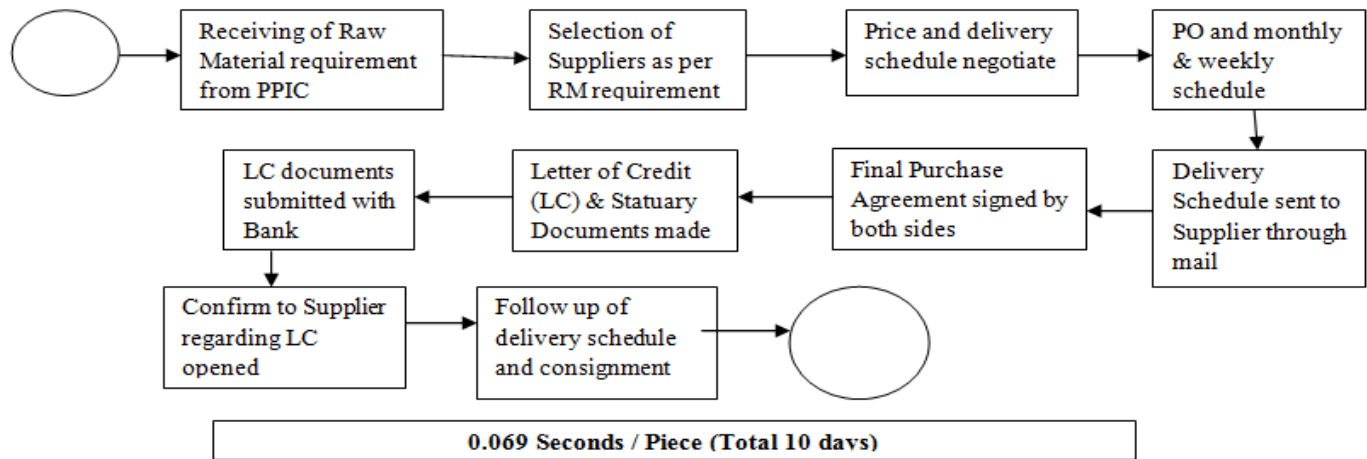 Receiving of Raw
Material requirement
from PPIC
Selection of
Suppliers as per
RM requirement
Price and delivery
schedule negotiate
PO and monthly
& weekly
schedule
Delivery
Schedule sent to
Supplier through
mail
Final Purchase
Agreement signed by
both sides
Letter of Credit
(LC) & Statuary
Documents made
LC documents
submitted with
Bank
Confirm to Supplier
regarding LC
opened
Follow up of
delivery schedule
and consignment
0.069 Seconds / Piece (Total 10 days)